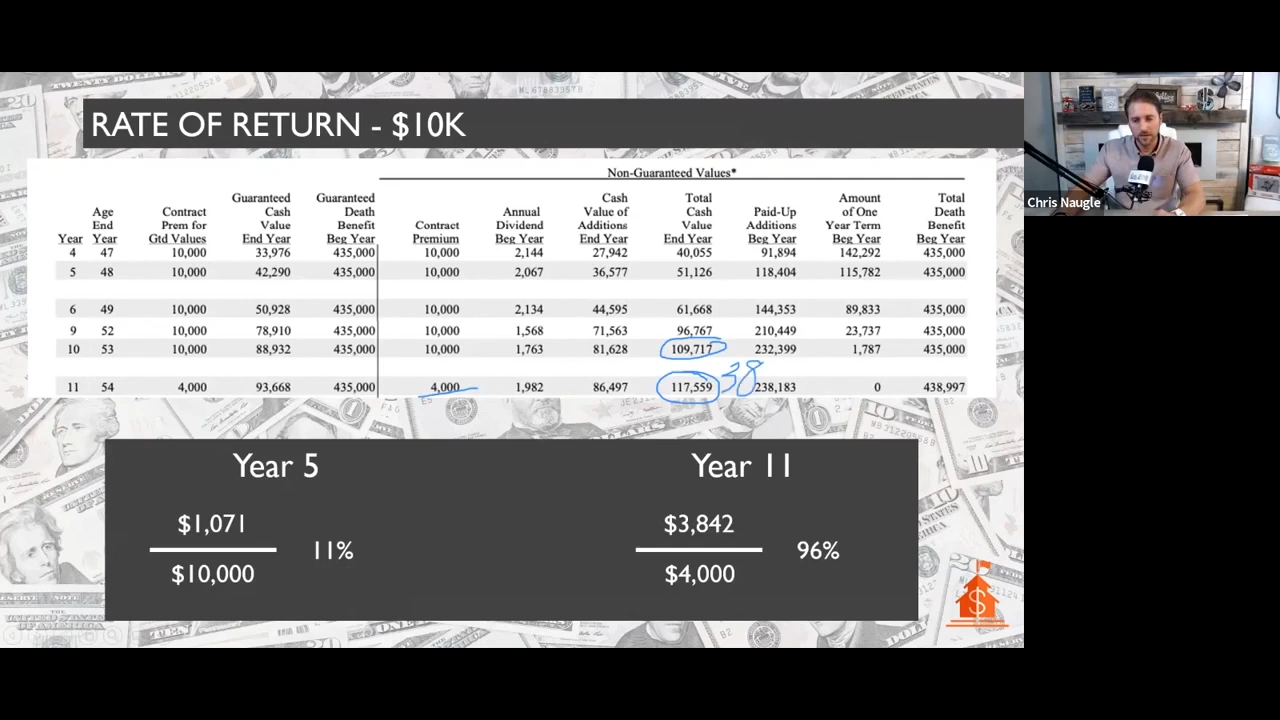 RATE OF RETURN - $10K
Chris Naugle
Non-Guaranteed Values*
Year
Age End Year
Contract Prem for Gtd Values
Guaranteed Cash Value End Year
Guaranteed Death Benefit Beg Year
Contract Premium
Annual Dividend Beg Year
Cash Value of Additions End Year
Total Cash Value End Year
Paid-Up Additions Beg Year
Amount of One Year Term Beg Year
Total Death Benefit Beg Year
4 47 10,000 33,976 435,000 10,000 2,144 27,942 40,055 91,894 142,292 435,000
5 48 10,000 42,290 435,000 10,000 2,067 36,577 51,126 118,404 115,782 435,000
6 49 10,000 50,928 435,000 10,000 2,134 44,595 61,668 144,353 89,833 435,000
9 52 10,000 78,910 435,000 10,000 1,568 71,563 96,767 210,449 23,737 435,000
10 53 10,000 88,932 435,000 10,000 1,763 81,628 109,717 232,399 1,787 435,000
11 54 4,000 93,668 435,000 4,000 1,982 86,497 117,559 38 238,183 0 438,997
Year 5
$1,071
$10,000
11%
Year 11
$3,842
$4,000
96%